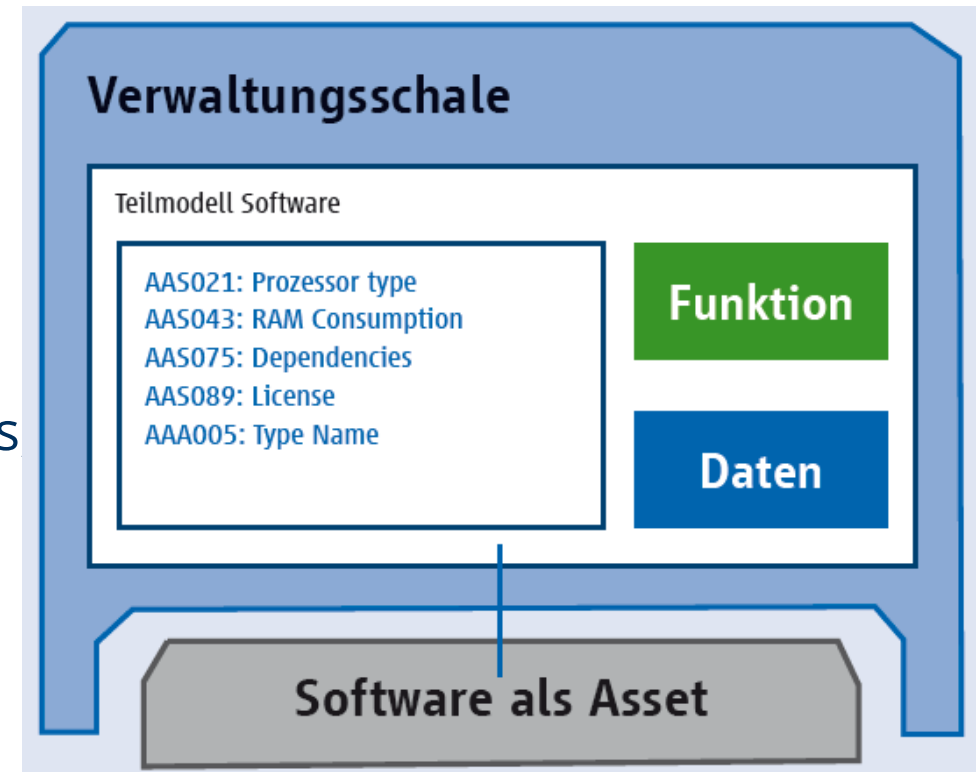 Verwaltungsschale
Teilmodell Software
AAS021: Prozessor type
AAS043: RAM Consumption
AAS075: Dependencies
AAS089: License
AAA005: Type Name
Funktion
Daten
s
Software als Asset